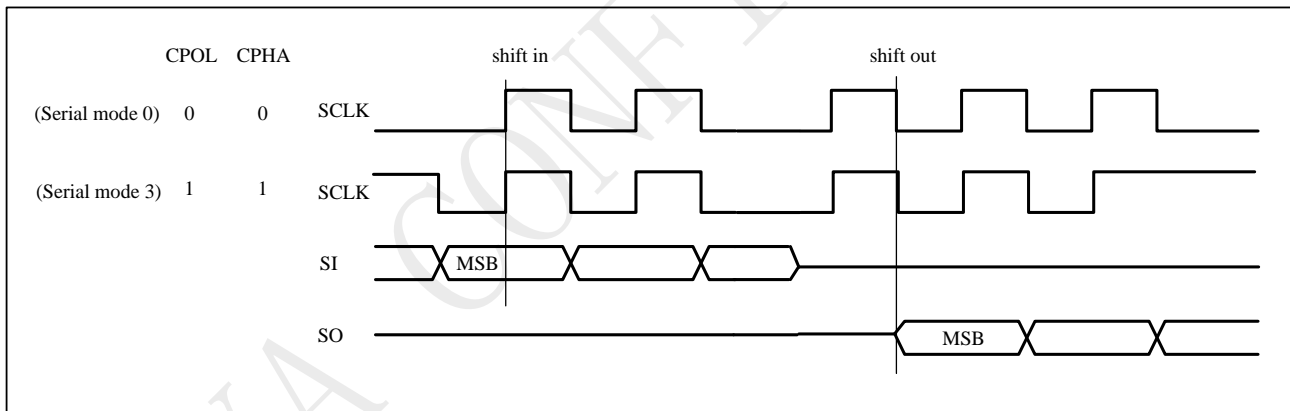 CPOL CPHA shift in shift out
(Serial mode 0) 0 0 SCLK
(Serial mode 3) 1 1 SCLK
SI MSB
SO MSB